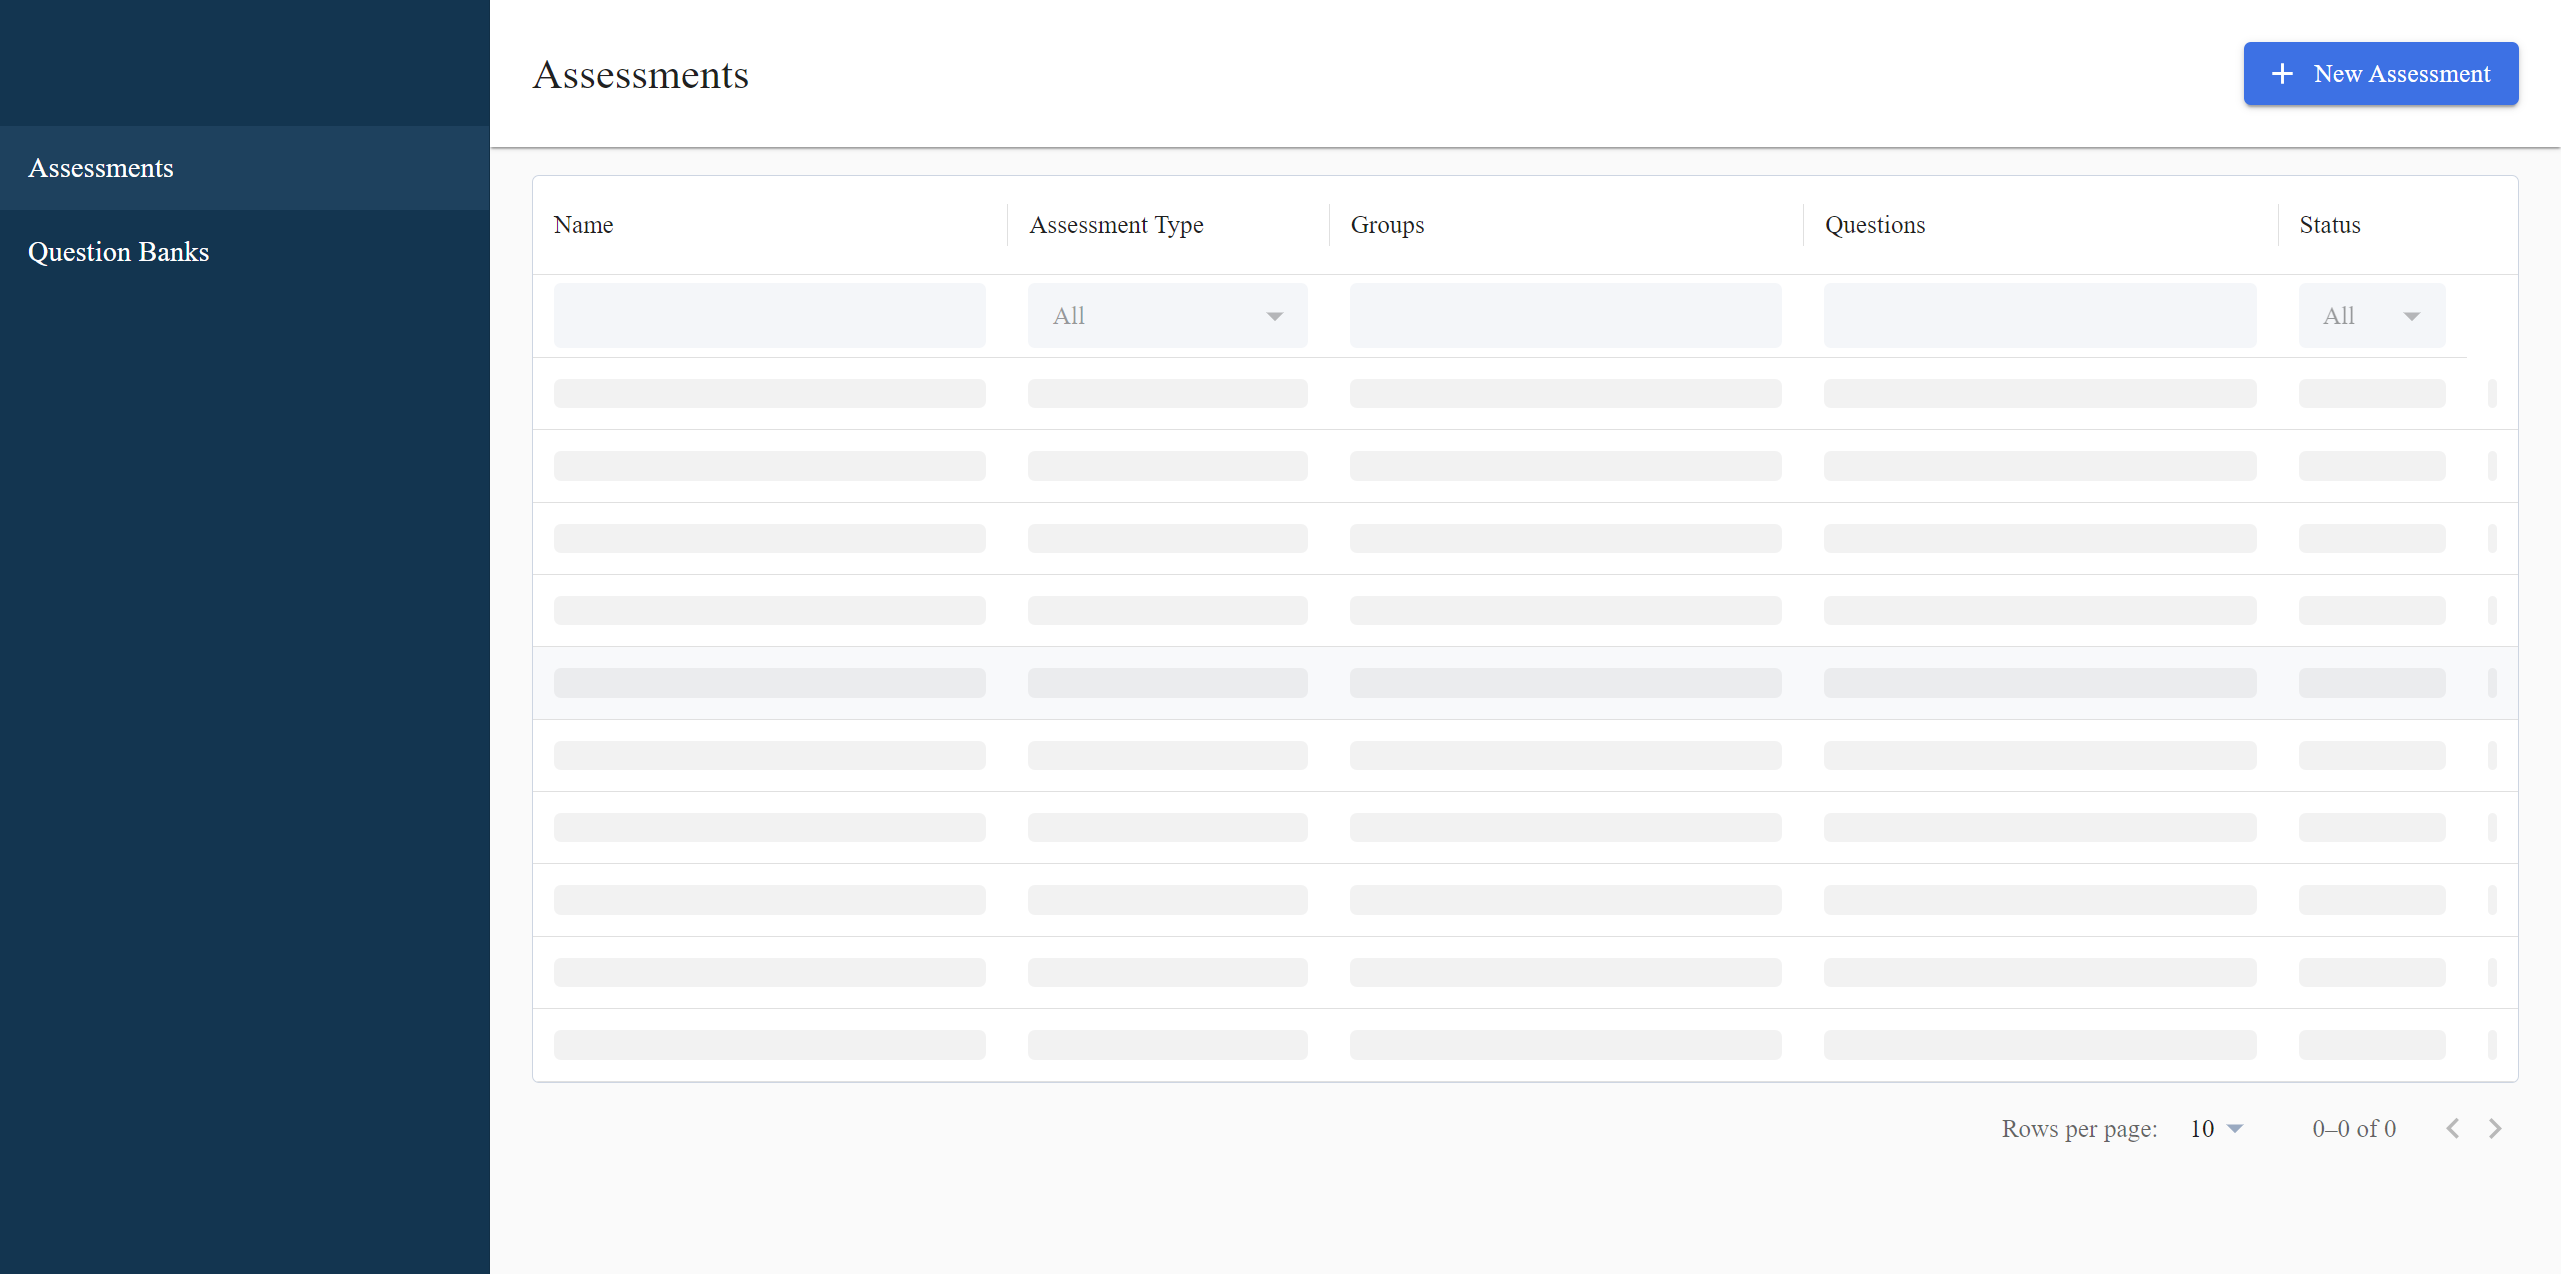 Assessments
Question Banks
Assessments
New Assessment
Name Assessment Type Groups Questions Status
All All
Rows per page: 10 0–0 of 0